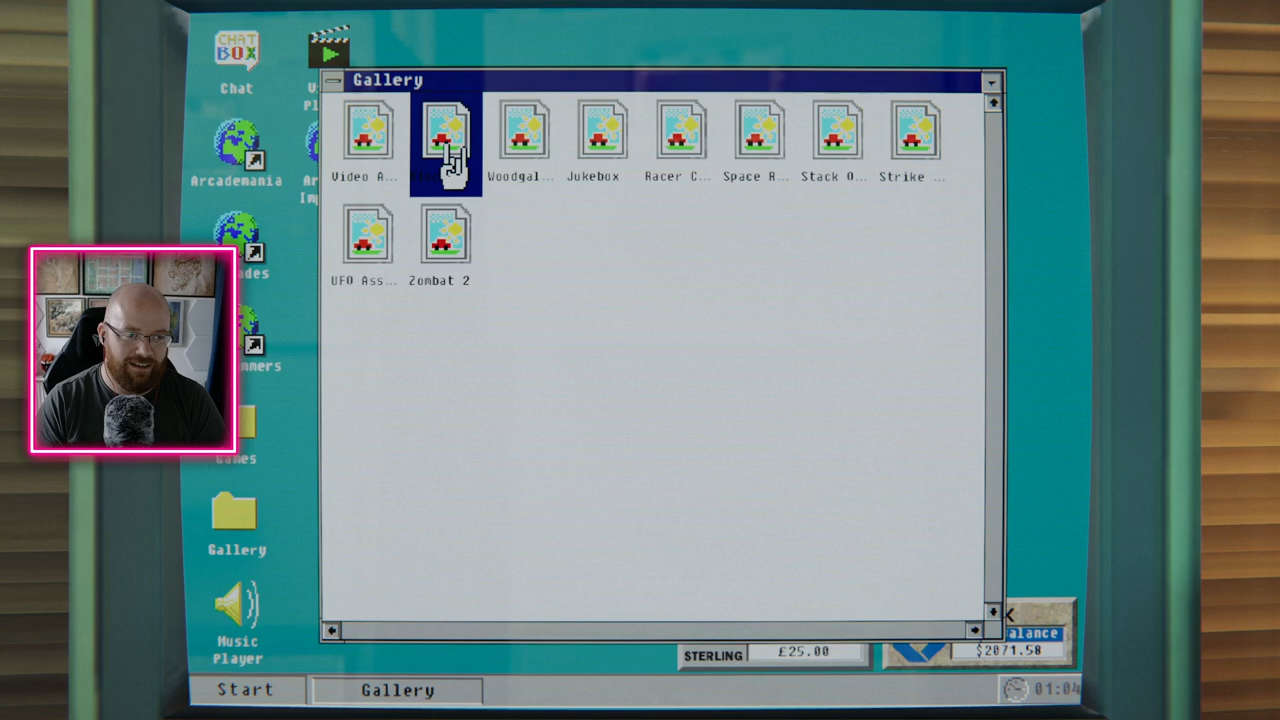 CHAT
BOX
Chat
Gallery
Video A...
Woodgal...
Jukebox
Racer C...
Space R...
Stack O...
Strike ...
Arcademania
UFO Ass...
Zombat 2
Games
Gallery
Music
Player
STERLING
£25.00
$2071.58
Start
Gallery
01:04